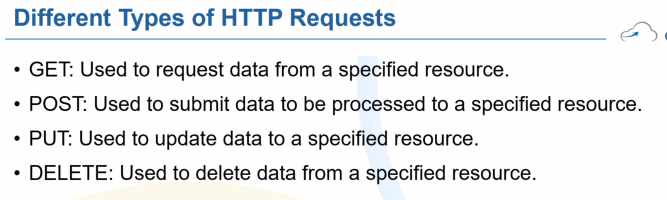 Different Types of HTTP Requests
• GET: Used to request data from a specified resource.
• POST: Used to submit data to be processed to a specified resource.
• PUT: Used to update data to a specified resource.
• DELETE: Used to delete data from a specified resource.